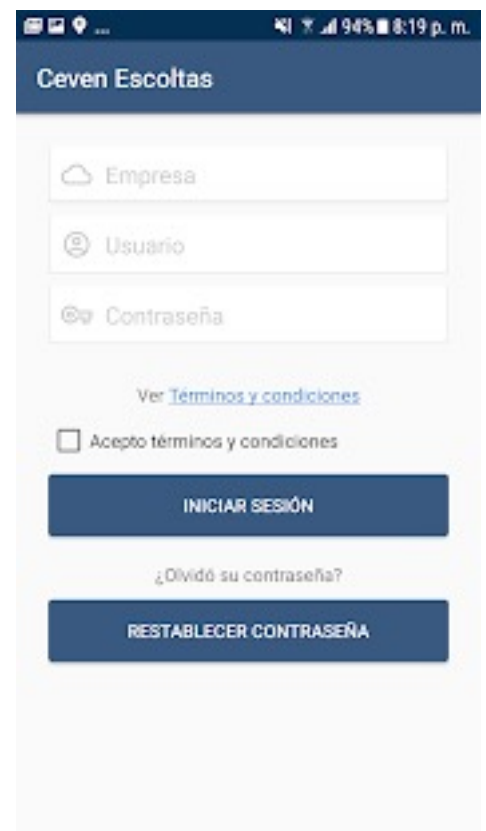 ... 94% 8:19 p. m.
Ceven Escoltas
Empresa
Usuario
Contraseña
Ver Términos y condiciones
Acepto términos y condiciones
INICIAR SESIÓN
¿Olvidó su contraseña?
RESTABLECER CONTRASEÑA